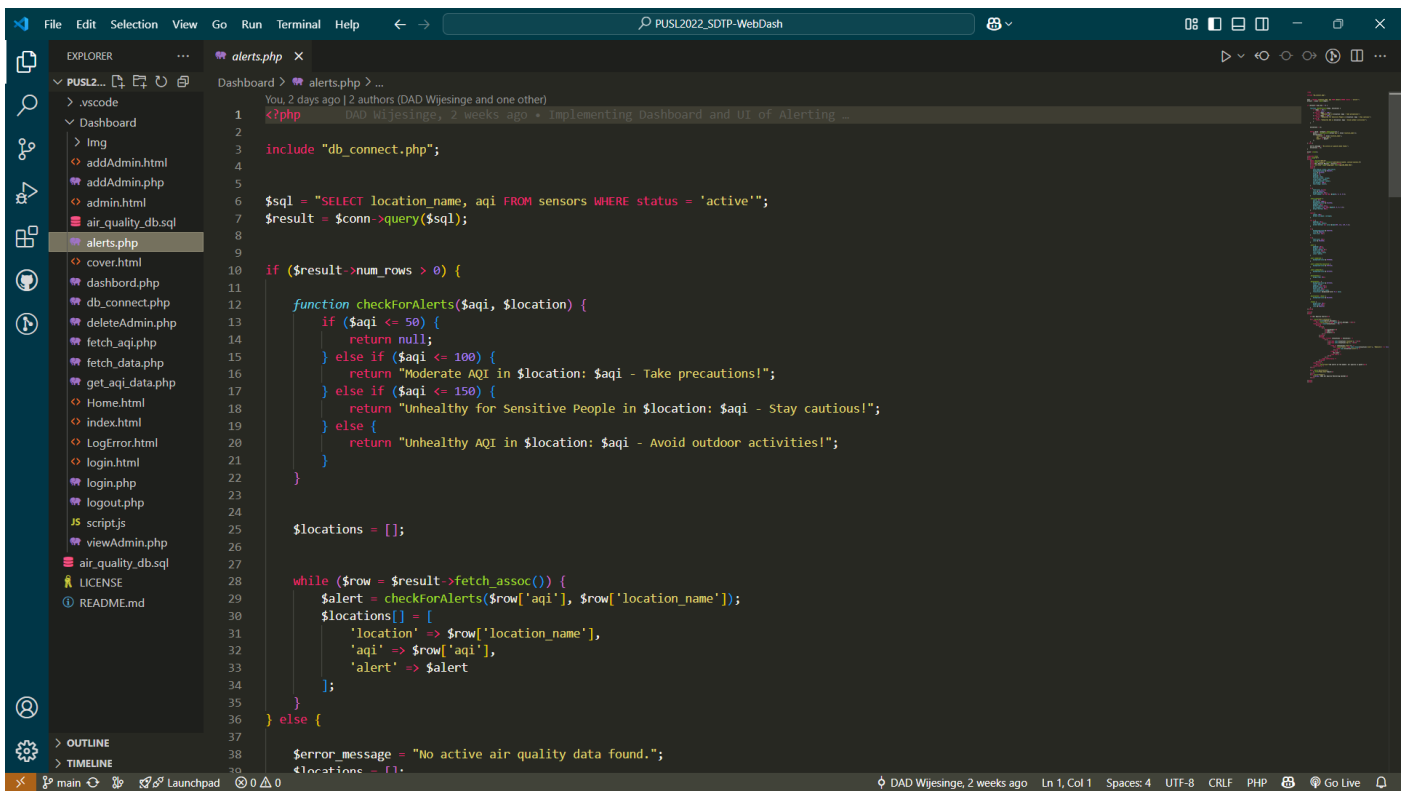 File Edit Selection View Go Run Terminal Help
PUSL2022_SDTP-WebDash
EXPLORER
PUSL2...
.vscode
Dashboard
Img
addAdmin.html
addAdmin.php
admin.html
air_quality_db.sql
alerts.php
cover.html
dashbord.php
db_connect.php
deleteAdmin.php
fetch_aqi.php
fetch_data.php
get_aqi_data.php
Home.html
index.html
LogError.html
login.html
login.php
logout.php
JS script.js
viewAdmin.php
air_quality_db.sql
LICENSE
README.md
OUTLINE
TIMELINE
alerts.php
Dashboard > alerts.php > ...
You, 2 days ago | 2 authors (DAD Wijesinge and one other)
1 <?php DAD Wijesinge, 2 weeks ago • Implementing Dashboard and UI of Alerting …
2
3 include "db_connect.php";
4
5
6 $sql = "SELECT location_name, aqi FROM sensors WHERE status = 'active'";
7 $result = $conn->query($sql);
8
9
10 if ($result->num_rows > 0) {
11
12 function checkForAlerts($aqi, $location) {
13 if ($aqi <= 50) {
14 return null;
15 } else if ($aqi <= 100) {
16 return "Moderate AQI in $location: $aqi - Take precautions!";
17 } else if ($aqi <= 150) {
18 return "Unhealthy for Sensitive People in $location: $aqi - Stay cautious!";
19 } else {
20 return "Unhealthy AQI in $location: $aqi - Avoid outdoor activities!";
21 }
22 }
23
24
25 $locations = [];
26
27
28 while ($row = $result->fetch_assoc()) {
29 $alert = checkForAlerts($row['aqi'], $row['location_name']);
30 $locations[] = [
31 'location' => $row['location_name'],
32 'aqi' => $row['aqi'],
33 'alert' => $alert
34 ];
35 }
36 } else {
37
38 $error_message = "No active air quality data found.";
39 $locations = [];
main Launchpad 0 0 DAD Wijesinge, 2 weeks ago Ln 1, Col 1 Spaces: 4 UTF-8 CRLF PHP Go Live